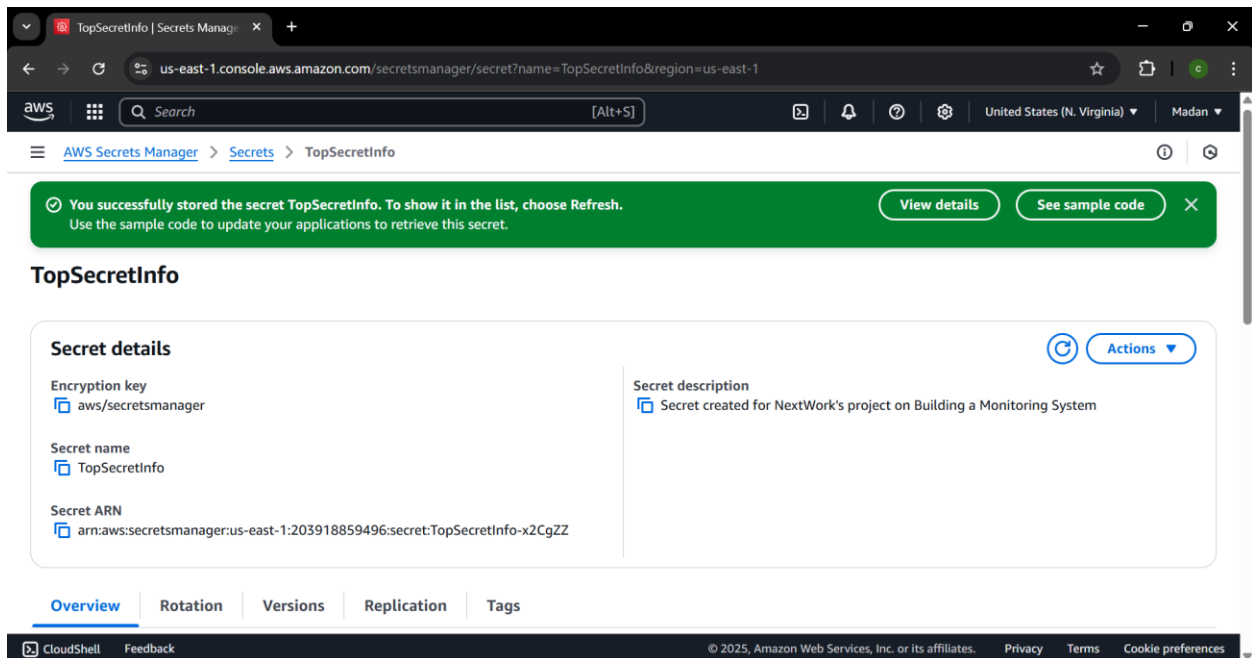 TopSecretInfo | Secrets Manage
us-east-1.console.aws.amazon.com/secretsmanager/secret?name=TopSecretInfo&region=us-east-1
c
aws
Search
[Alt+S]
United States (N. Virginia)
Madan
AWS Secrets Manager > Secrets > TopSecretInfo
You successfully stored the secret TopSecretInfo. To show it in the list, choose Refresh.
Use the sample code to update your applications to retrieve this secret.
View details
See sample code
TopSecretInfo
Secret details
Actions
Encryption key
aws/secretsmanager
Secret name
TopSecretInfo
Secret ARN
arn:aws:secretsmanager:us-east-1:203918859496:secret:TopSecretInfo-x2CgZZ
Secret description
Secret created for NextWork's project on Building a Monitoring System
Overview
Rotation
Versions
Replication
Tags
CloudShell
Feedback
© 2025, Amazon Web Services, Inc. or its affiliates.
Privacy
Terms
Cookie preferences